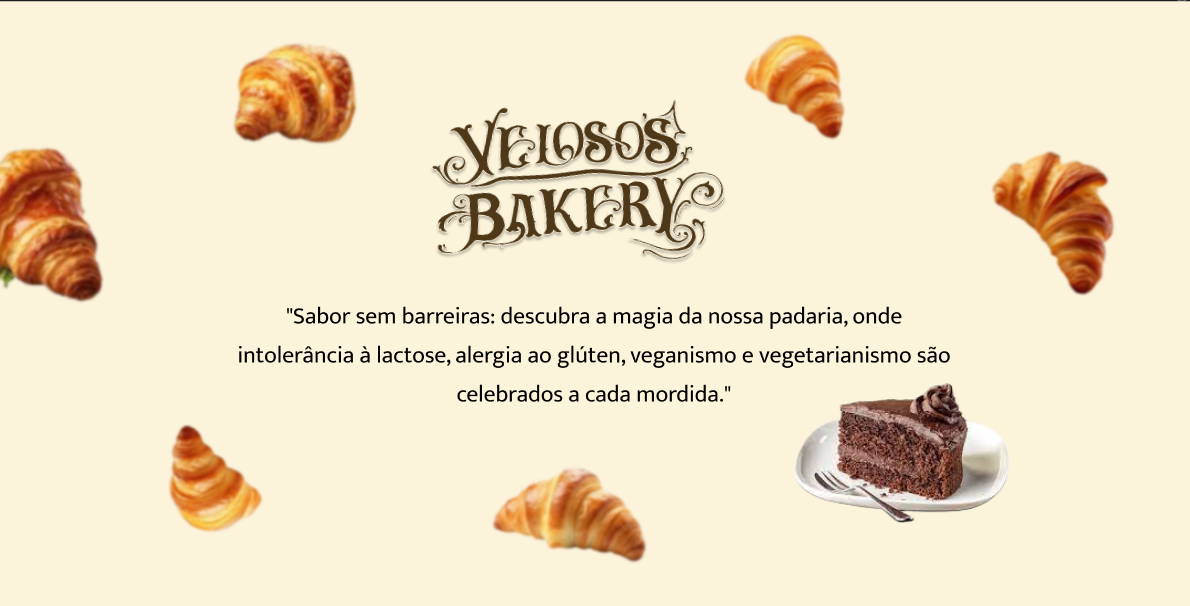 VELOSO'S
BAKERY
"Sabor sem barreiras: descubra a magia da nossa padaria, onde
intolerância à lactose, alergia ao glúten, veganismo e vegetarianismo são
celebrados a cada mordida."